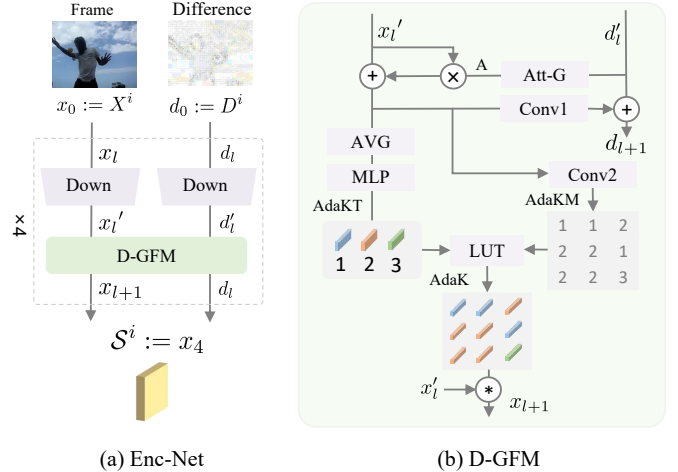 Frame
Difference
x_0 := X^i
d_0 := D^i
x_l
d_l
Down
Down
x_l'
d_l'
×4
D-GFM
x_{l+1}
d_l
S^i := x_4
(a) Enc-Net
x_l'
d_l'
A
Att-G
+
×
Conv1
+
d_{l+1}
AVG
MLP
Conv2
AdaKT
AdaKM
1 2 3
LUT
1 1 2
2 2 1
2 2 3
AdaK
x_l'
*
x_{l+1}
(b) D-GFM